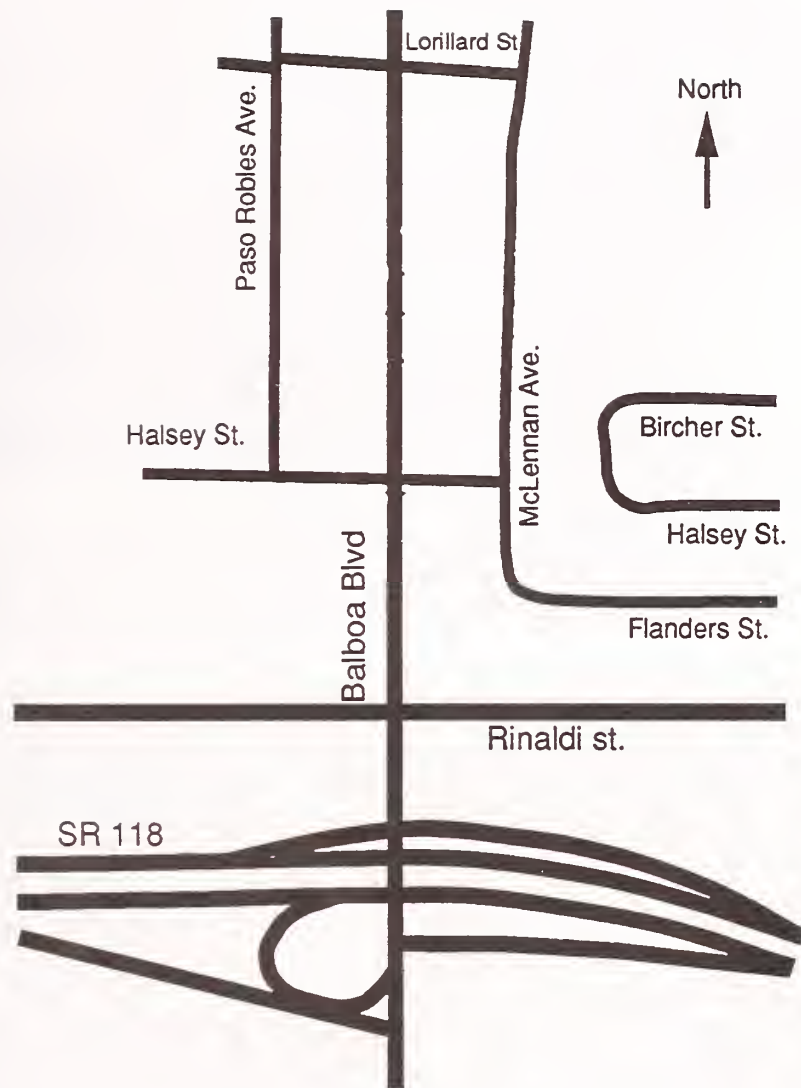 Lorillard St
North
Paso Robles Ave.
McLennan Ave.
Halsey St.
Bircher St.
Halsey St.
Balboa Blvd
Flanders St.
Rinaldi st.
SR 118